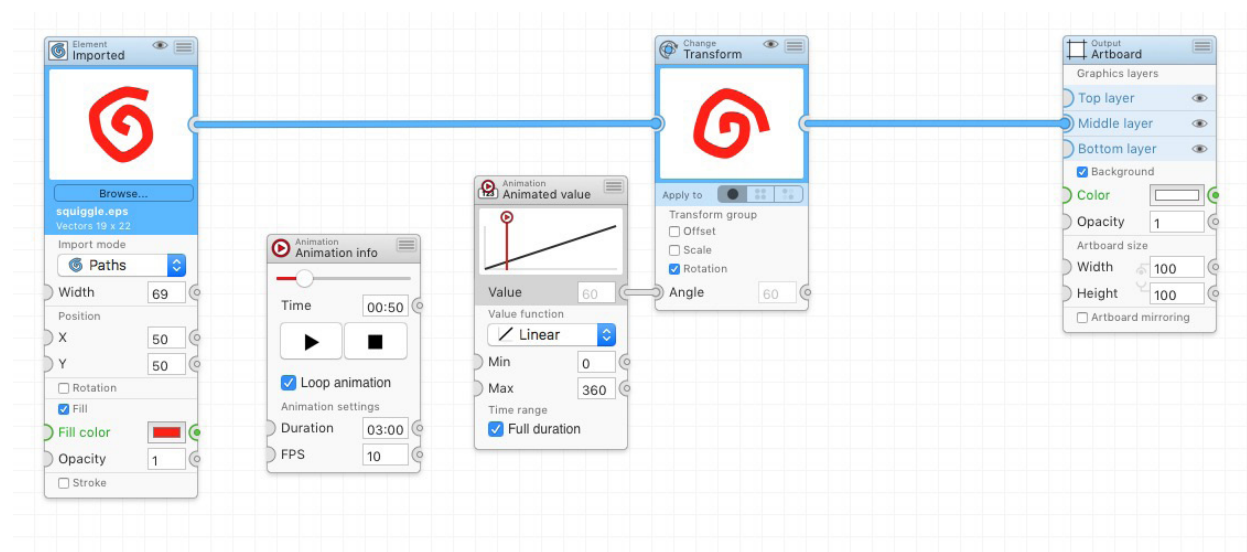 Element
Imported
Browse...
squiggle.eps
Vectors 19 x 22
Import mode
Paths
Width 69
Position
X 50
Y 50
Rotation
Fill
Fill color
Opacity 1
Stroke
Animation
Animation info
Time 00:50
Loop animation
Animation settings
Duration 03:00
FPS 10
123
Animation
Animated value
Value 60
Value function
Linear
Min 0
Max 360
Time range
Full duration
Change
Transform
Apply to
Transform group
Offset
Scale
Rotation
Angle 60
Output
Artboard
Graphics layers
Top layer
Middle layer
Bottom layer
Background
Color
Opacity 1
Artboard size
Width 100
Height 100
Artboard mirroring